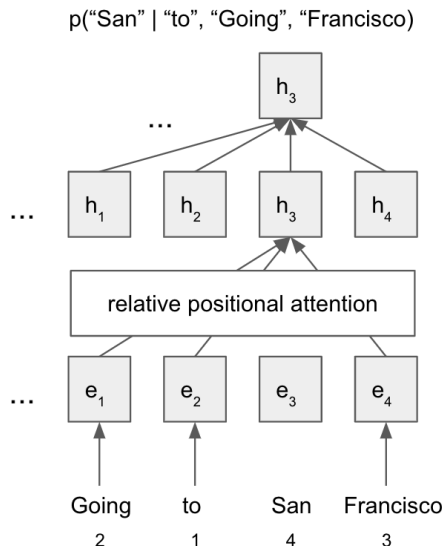 p(“San” | “to”, “Going”, “Francisco)
h₃
...
... h₁ h₂ h₃ h₄
relative positional attention
... e₁ e₂ e₃ e₄
Going to San Francisco
2 1 4 3